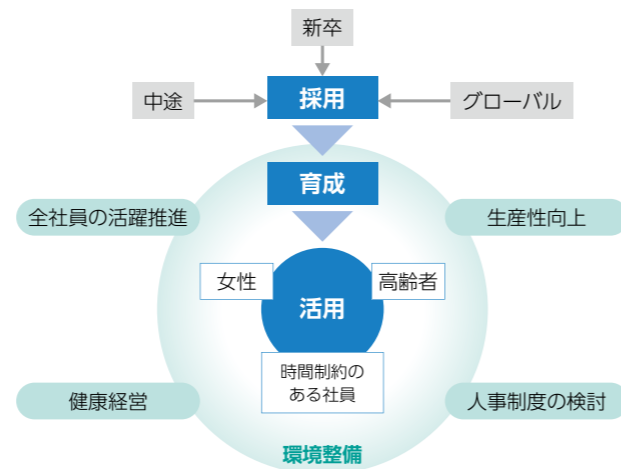 新卒
中途
採用
グローバル
育成
全社員の活躍推進
生産性向上
女性
高齢者
活用
時間制約の
ある社員
健康経営
人事制度の検討
環境整備